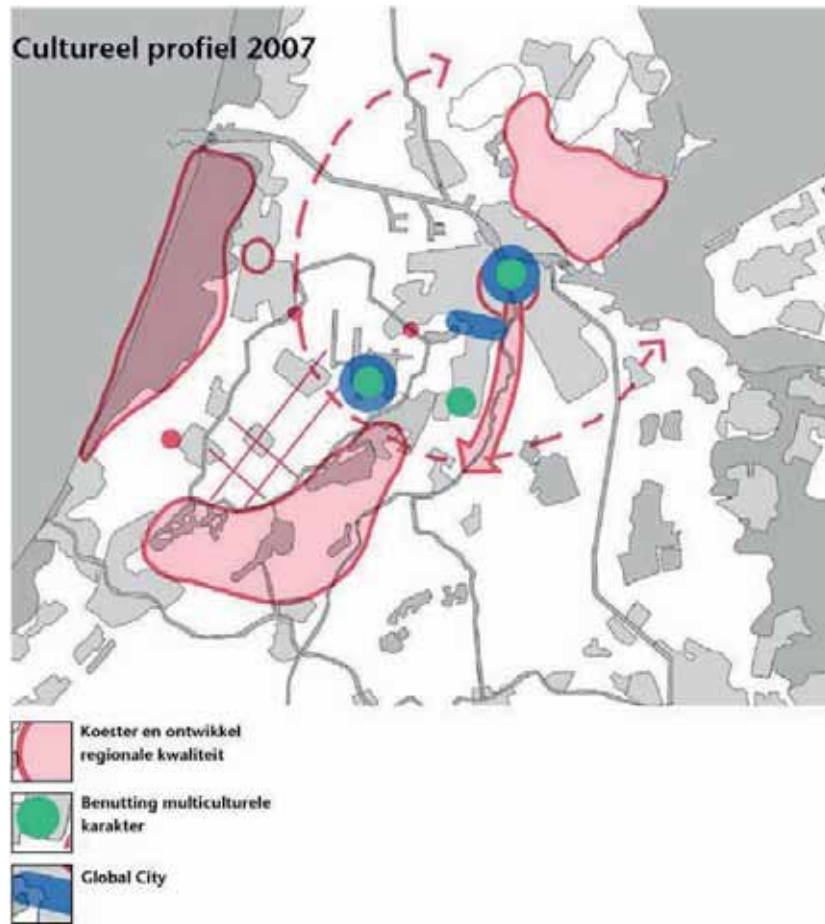 Cultureel profiel 2007
Koester en ontwikkel
regionale kwaliteit
Benutting multiculturele
karakter
Global City